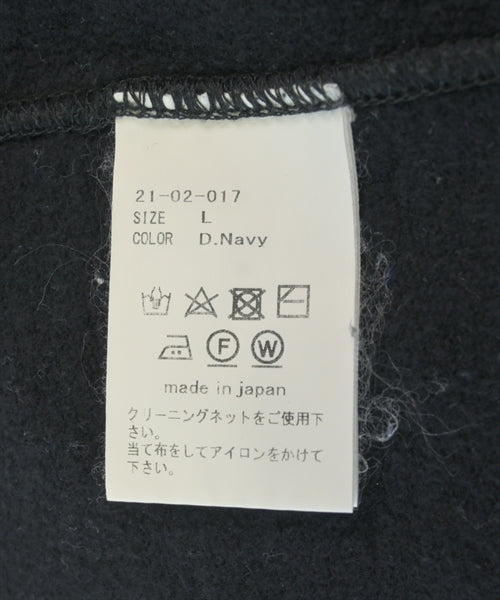 21-02-017
SIZE L
COLOR D.Navy
F W
made in japan
クリーニングネットをご使用下
さい。
当て布をしてアイロンをかけて
下さい。